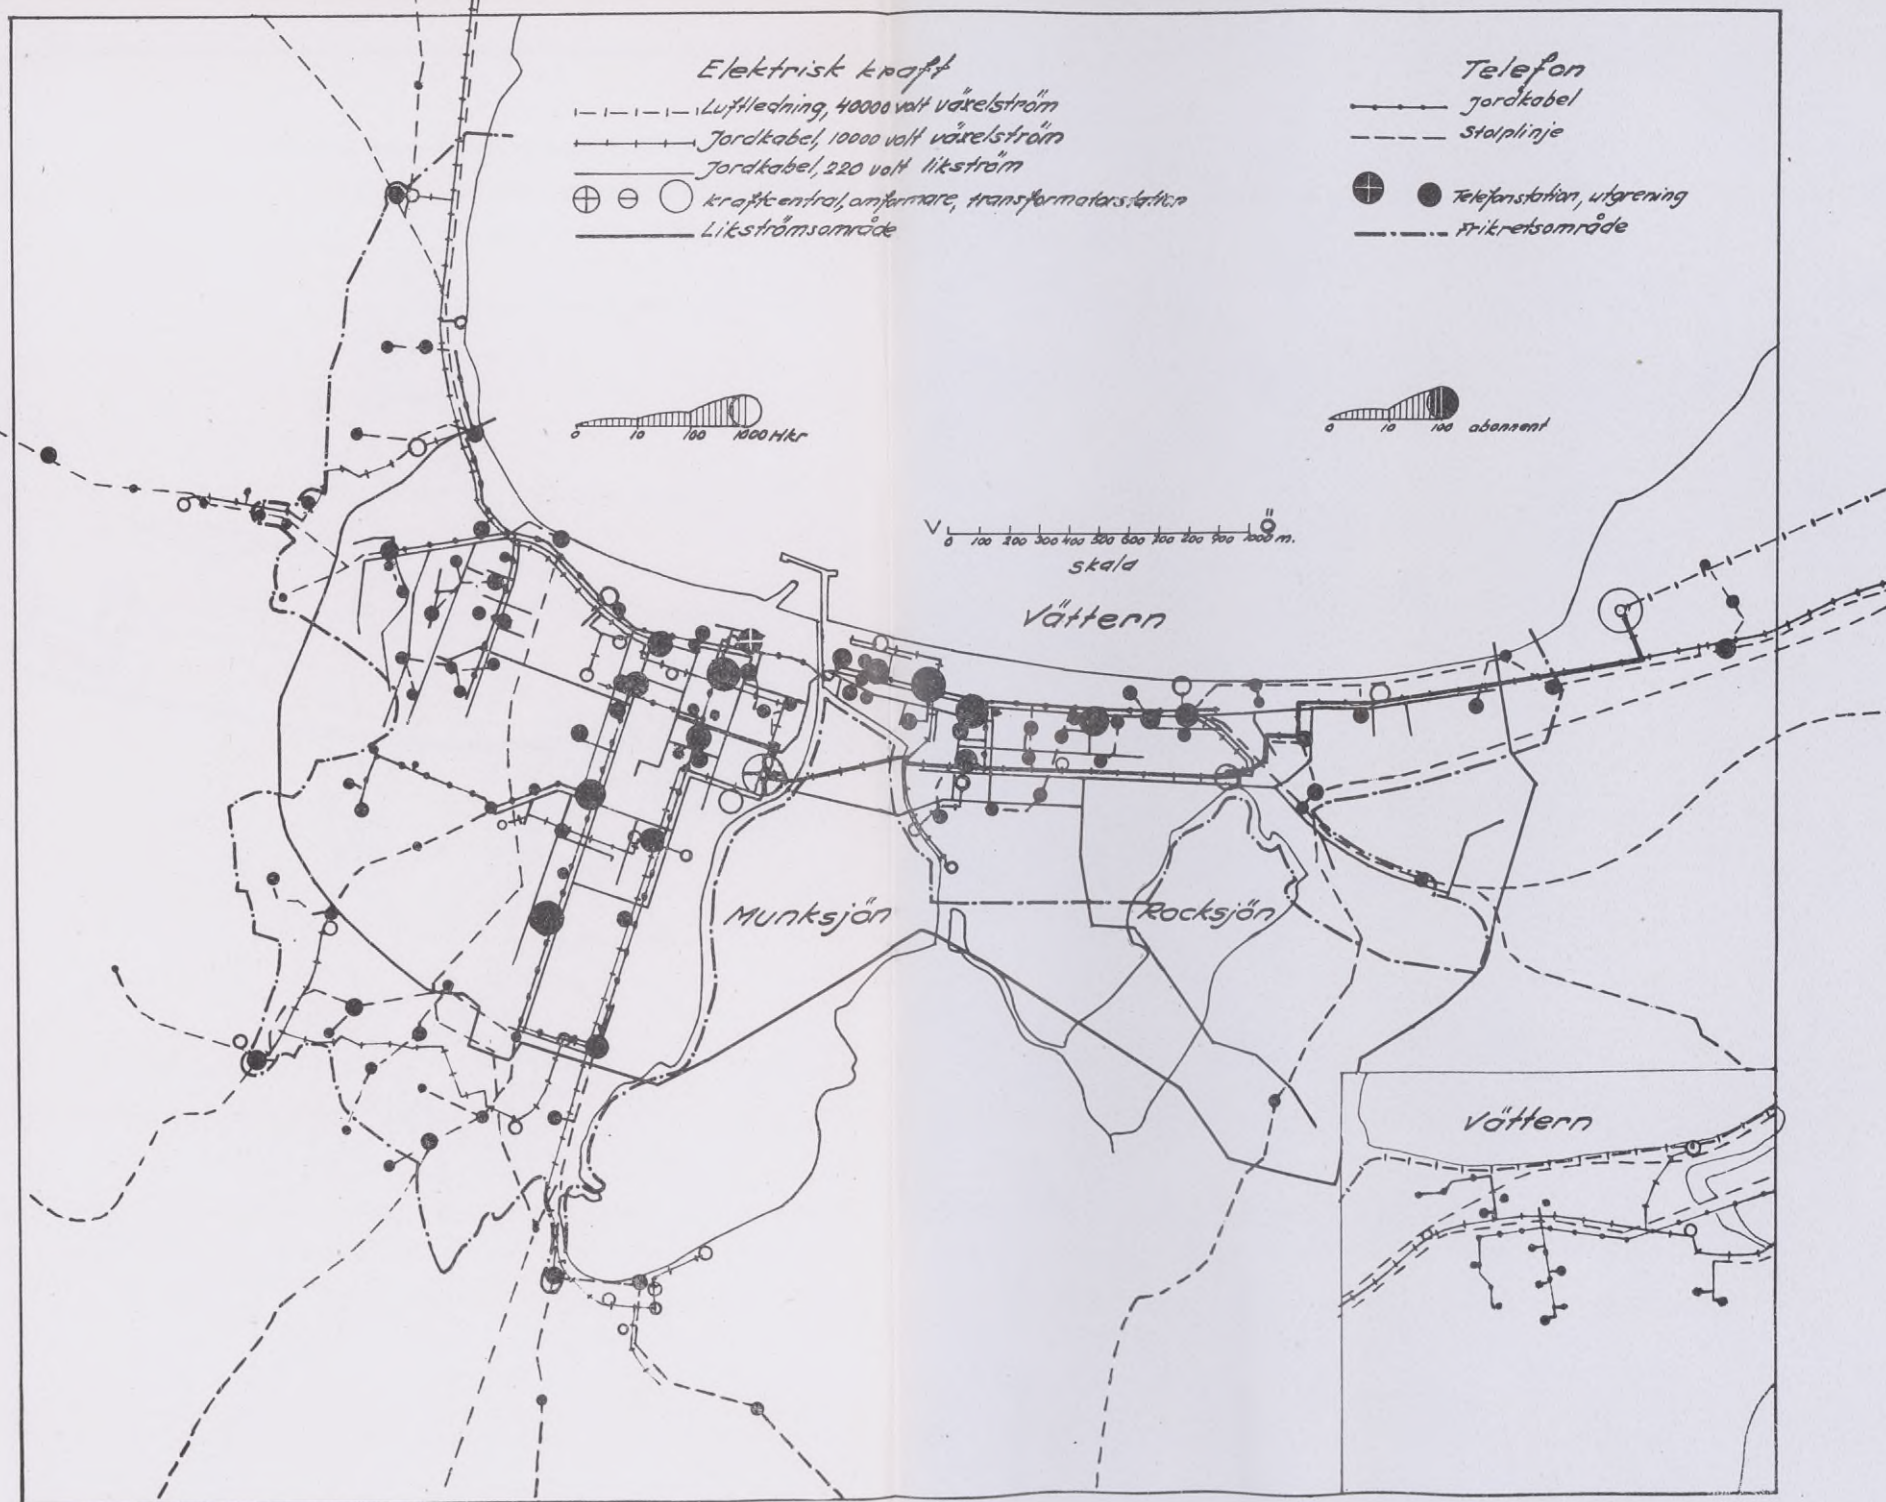 Elektrisk kraft
Luftledning, 40000 volt växelström
Jordkabel, 10000 volt växelström
Jordkabel, 220 volt likström
kraftcentral, omformare, transformatorstation
Likströmsområde
Telefon
Jordkabel
Stolplinje
Telefonstation, utgrening
Frikretsområde
0 10 100 1000 Hkr
0 10 100 abonnent
V Ö
0 100 200 300 400 500 600 700 800 900 1000 m.
skala
Vättern
Munksjön
Rocksjön
Vättern